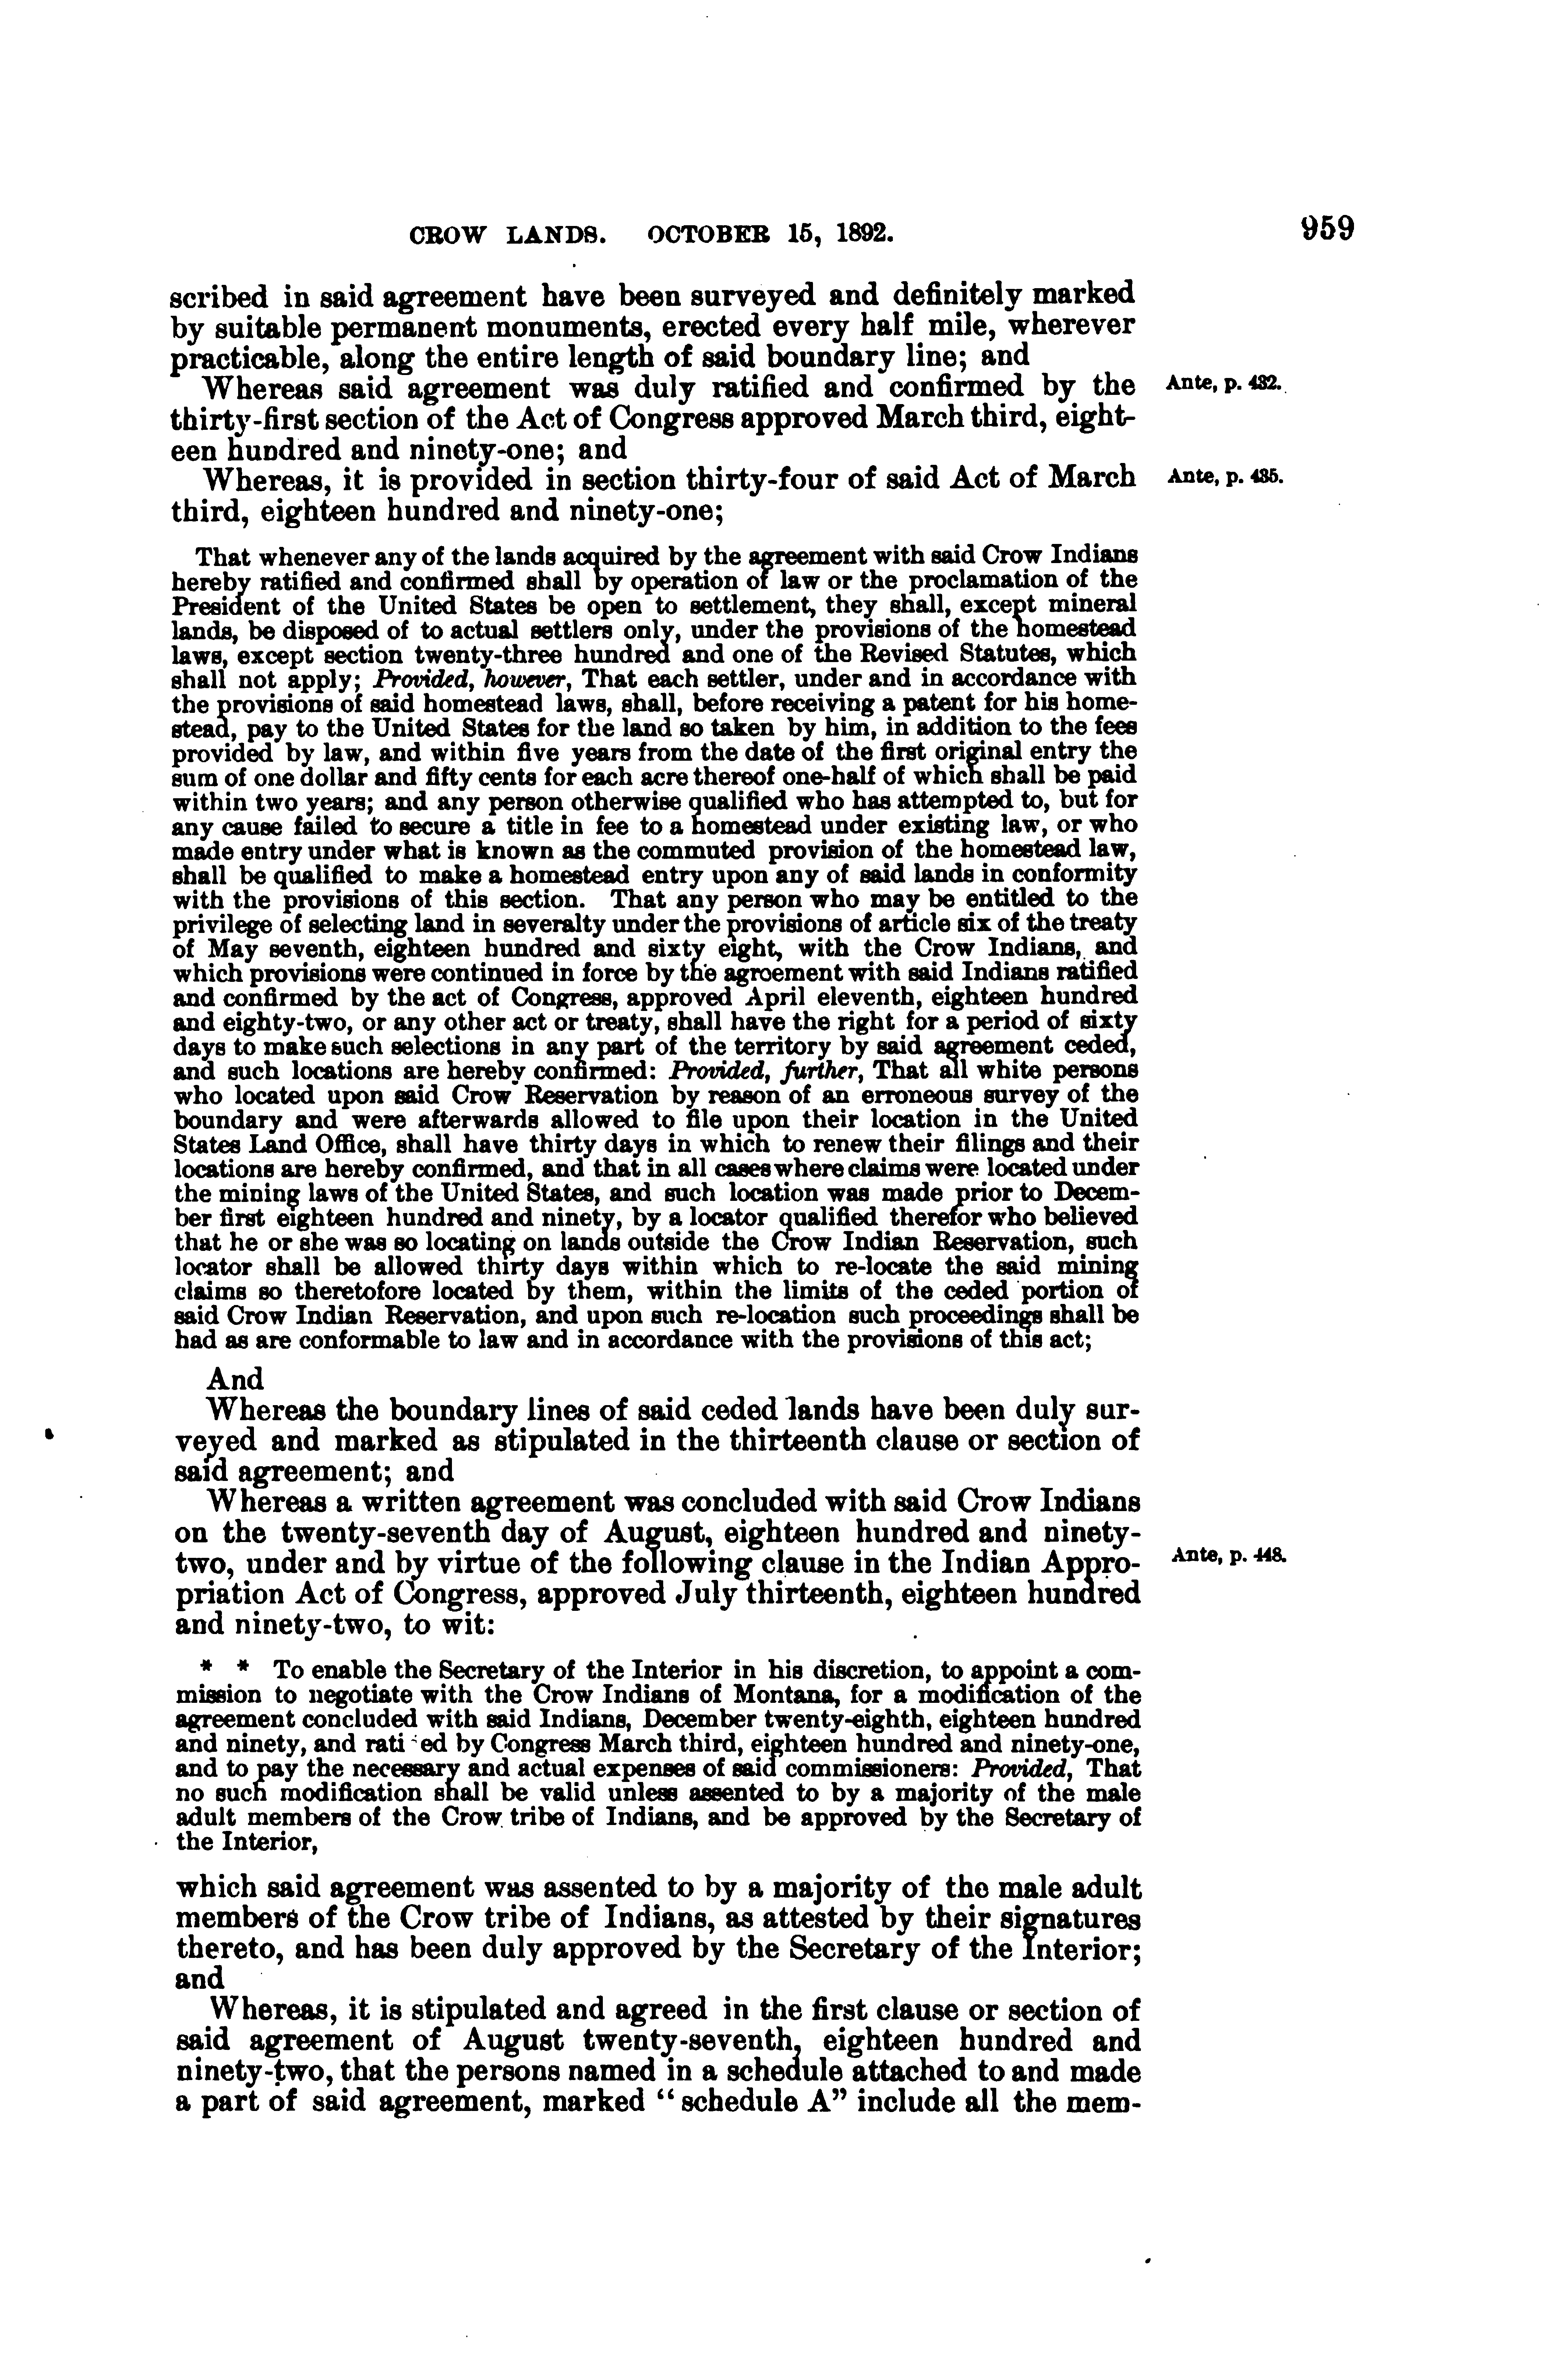 CROW LANDS. OCTOBER 15, 1892. 959
scribed in said agreement have been surveyed and definitely marked
by suitable permanent monuments, erected every half mile, wherever
practicable, along the entire length of said boundary line; and
Whereas said agreement was duly ratified and confirmed by the
Ante, p. 432.
thirty-first section of the Act of Congress approved March third, eight-
een hundred and ninety-one; and
Whereas, it is provided in section thirty-four of said Act of March
Ante, p. 435.
third, eighteen hundred and ninety-one;
That whenever any of the lands acquired by the agreement with said Crow Indians
hereby ratified and confirmed shall by operation of law or the proclamation of the
President of the United States be open to settlement, they shall, except mineral
lands, be disposed of to actual settlers only, under the provisions of the homestead
laws, except section twenty-three hundred and one of the Revised Statutes, which
shall not apply; Provided, however, That each settler, under and in accordance with
the provisions of said homestead laws, shall, before receiving a patent for his home-
stead, pay to the United States for the land so taken by him, in addition to the fees
provided by law, and within five years from the date of the first original entry the
sum of one dollar and fifty cents for each acre thereof one-half of which shall be paid
within two years; and any person otherwise qualified who has attempted to, but for
any cause failed to secure a title in fee to a homestead under existing law, or who
made entry under what is known as the commuted provision of the homestead law,
shall be qualified to make a homestead entry upon any of said lands in conformity
with the provisions of this section. That any person who may be entitled to the
privilege of selecting land in severalty under the provisions of article six of the treaty
of May seventh, eighteen hundred and sixty eight, with the Crow Indians, and
which provisions were continued in force by the agreement with said Indians ratified
and confirmed by the act of Congress, approved April eleventh, eighteen hundred
and eighty-two, or any other act or treaty, shall have the right for a period of sixty
days to make such selections in any part of the territory by said agreement ceded,
and such locations are hereby confirmed: Provided, further, That all white persons
who located upon said Crow Reservation by reason of an erroneous survey of the
boundary and were afterwards allowed to file upon their location in the United
States Land Office, shall have thirty days in which to renew their filings and their
locations are hereby confirmed, and that in all cases where claims were located under
the mining laws of the United States, and such location was made prior to Decem-
ber first eighteen hundred and ninety, by a locator qualified therefor who believed
that he or she was so locating on lands outside the Crow Indian Reservation, such
locator shall be allowed thirty days within which to re-locate the said mining
claims so theretofore located by them, within the limits of the ceded portion of
said Crow Indian Reservation, and upon such re-location such proceedings shall be
had as are conformable to law and in accordance with the provisions of this act;
And
Whereas the boundary lines of said ceded lands have been duly sur-
veyed and marked as stipulated in the thirteenth clause or section of
said agreement; and
Whereas a written agreement was concluded with said Crow Indians
on the twenty-seventh day of August, eighteen hundred and ninety-
two, under and by virtue of the following clause in the Indian Appro-
Ante, p. 448.
priation Act of Congress, approved July thirteenth, eighteen hundred
and ninety-two, to wit:
* * To enable the Secretary of the Interior in his discretion, to appoint a com-
mission to negotiate with the Crow Indians of Montana, for a modification of the
agreement concluded with said Indians, December twenty-eighth, eighteen hundred
and ninety, and rati ed by Congress March third, eighteen hundred and ninety-one,
and to pay the necessary and actual expenses of said commissioners: Provided, That
no such modification shall be valid unless assented to by a majority of the male
adult members of the Crow tribe of Indians, and be approved by the Secretary of
the Interior,
which said agreement was assented to by a majority of the male adult
members of the Crow tribe of Indians, as attested by their signatures
thereto, and has been duly approved by the Secretary of the Interior;
and
Whereas, it is stipulated and agreed in the first clause or section of
said agreement of August twenty-seventh, eighteen hundred and
ninety-two, that the persons named in a schedule attached to and made
a part of said agreement, marked "schedule A" include all the mem-